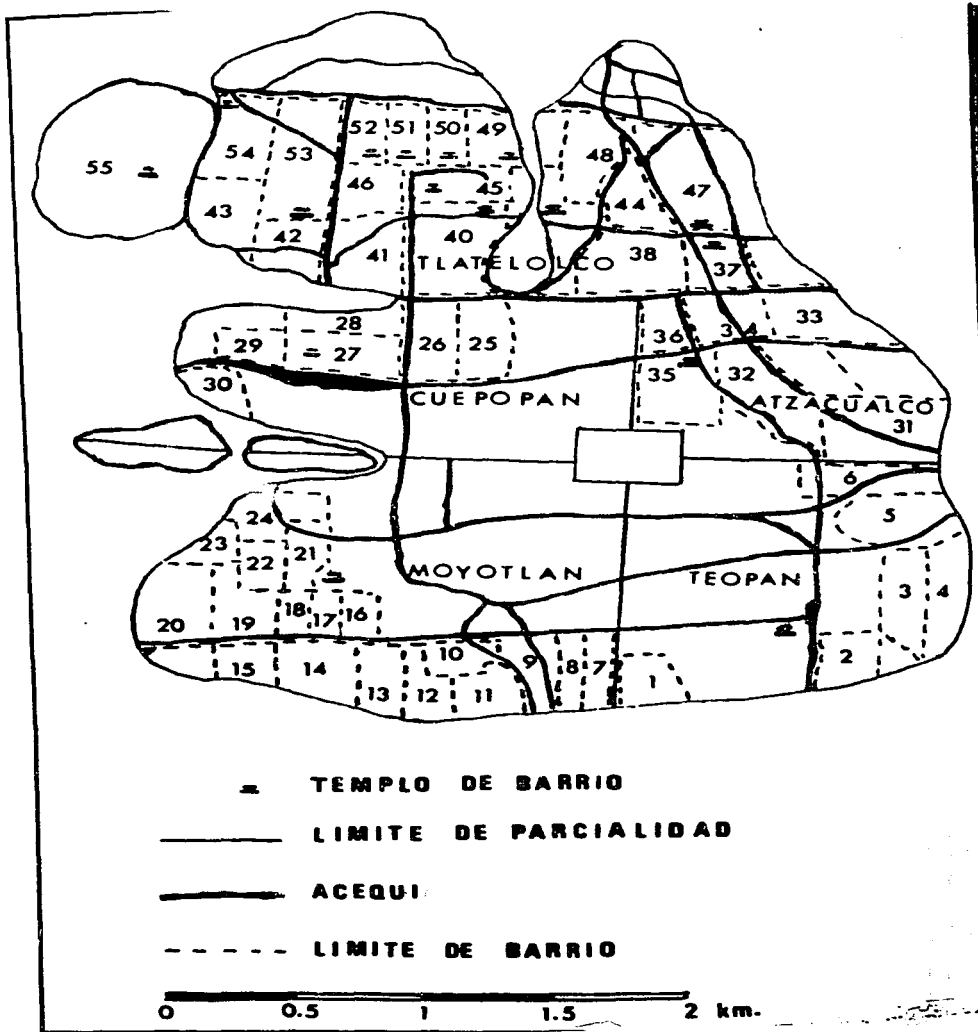 52 51 50 49
48
54 53
55
46 45 47
43 44
42 41 40 38
TLATELOLCO 37
28 33
29 27 26 25 36 34
30 35 32
CUEPOPAN ATZACUALCO
31
6
24 5
23 22 21
MOYOTLAN TEOPAN 3 4
20 19 18 17 16
15 14 10 9 8 7 2
13 12 11 1
TEMPLO DE BARRIO
LIMITE DE PARCIALIDAD
ACEQUI
LIMITE DE BARRIO
0 0.5 1 1.5 2 km.